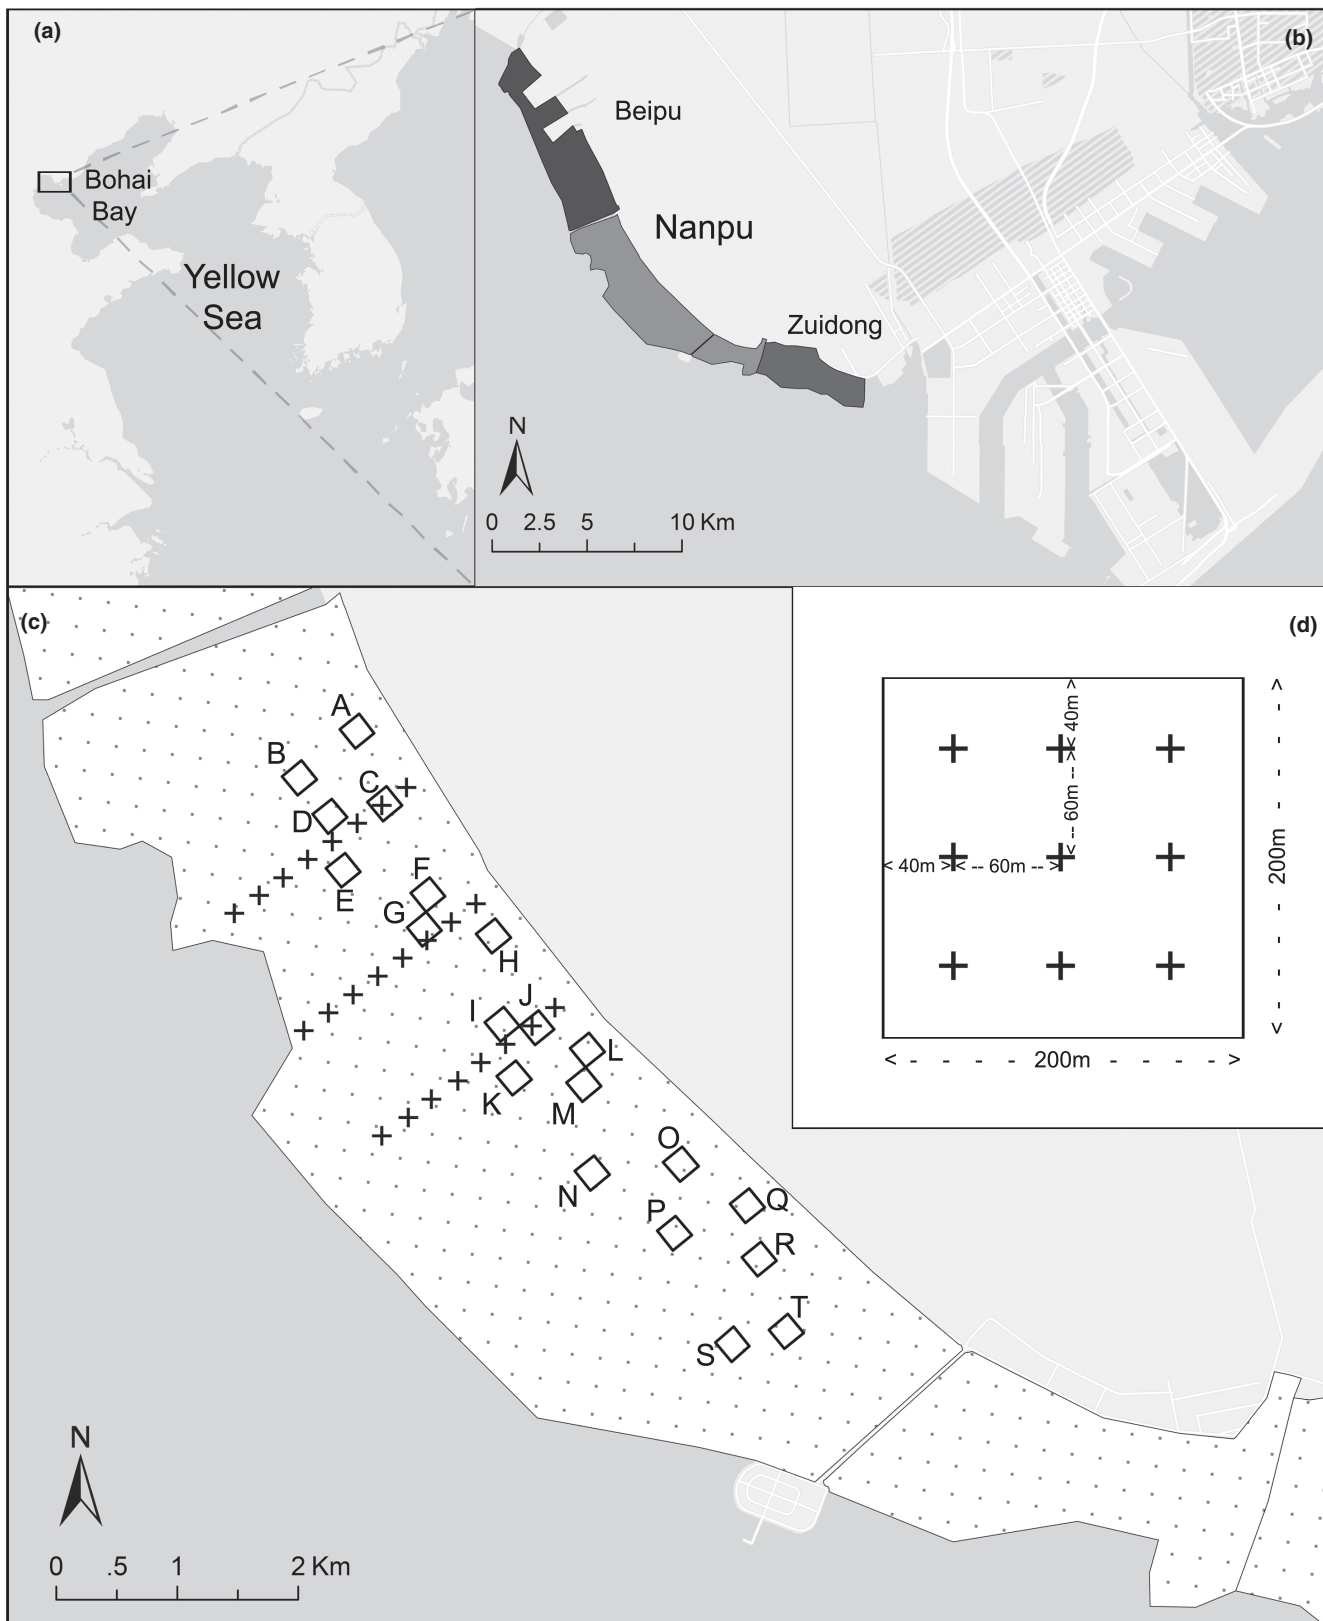 (a)
Bohai
Bay
Yellow
Sea
(b)
Beipu
Nanpu
Zuidong
N
0 2.5 5 10 Km
(c)
A
B
C
D
E
F
G
H
I
J
K
L
M
N
O
P
Q
R
S
T
N
0 .5 1 2 Km
(d)
< 40m >
< -- 60m -- >
< 40m >
< -- 60m -- >
200m
< - - - - 200m - - - - >